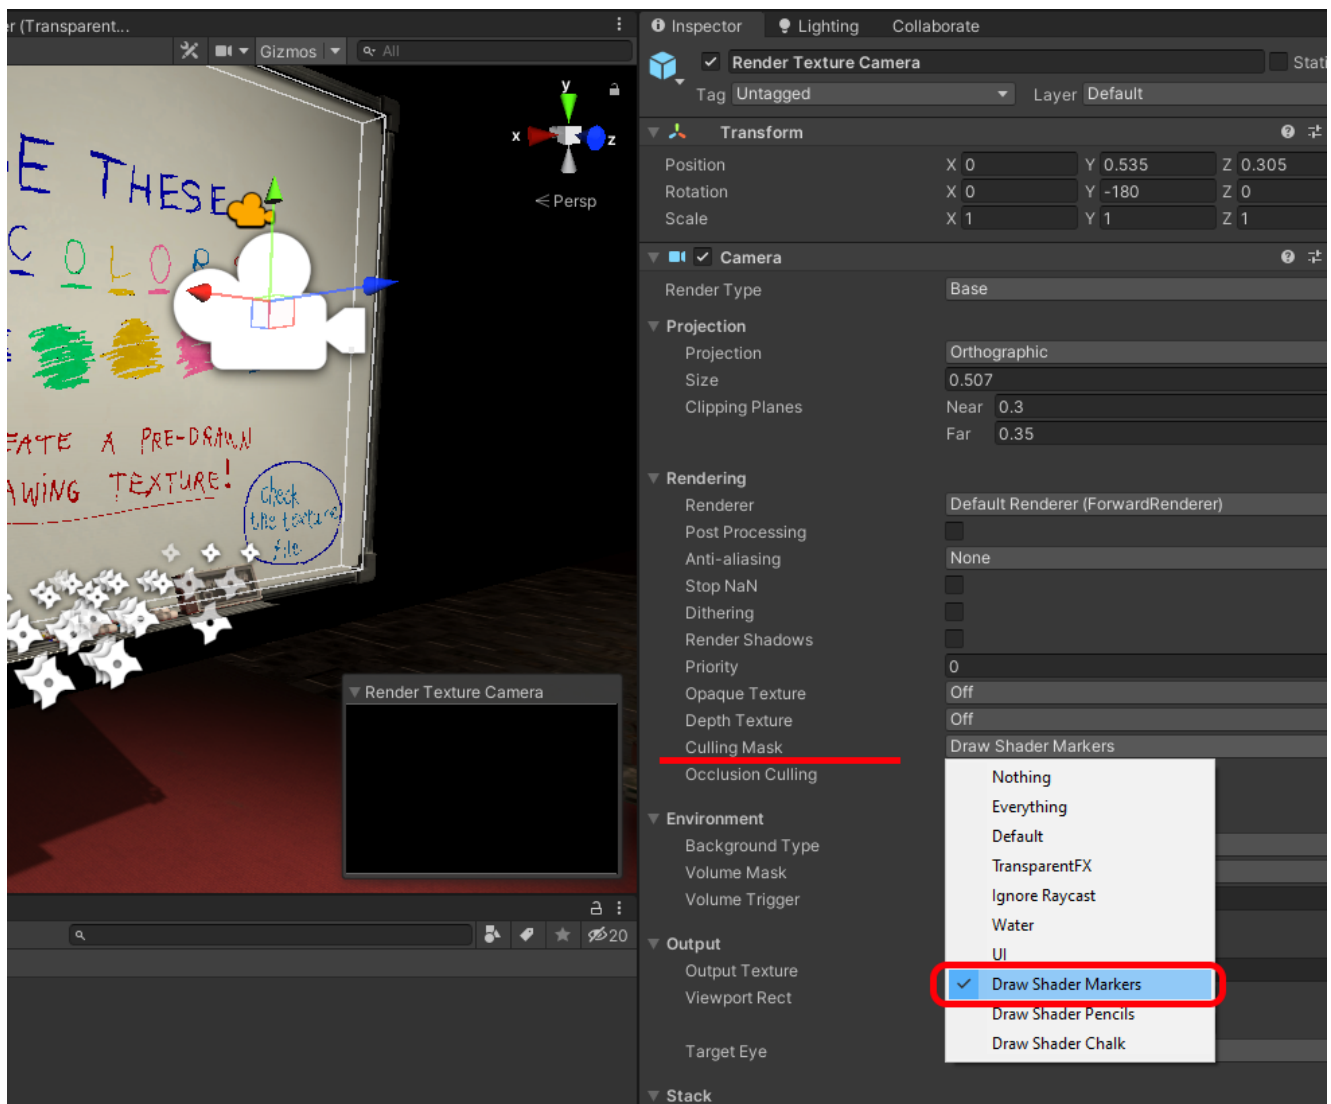 er (Transparent...
Gizmos
All
y
x
z
Persp
E THESE
C O L O R
EATE A PRE-DRAWN
AWING TEXTURE!
check
the texture
file
Render Texture Camera
20
Inspector Lighting Collaborate
Render Texture Camera Stati
Tag Untagged Layer Default
Transform
Position X 0 Y 0.535 Z 0.305
Rotation X 0 Y -180 Z 0
Scale X 1 Y 1 Z 1
Camera
Render Type Base
Projection
Projection Orthographic
Size 0.507
Clipping Planes Near 0.3
Far 0.35
Rendering
Renderer Default Renderer (ForwardRenderer)
Post Processing
Anti-aliasing None
Stop NaN
Dithering
Render Shadows
Priority 0
Opaque Texture Off
Depth Texture Off
Culling Mask Draw Shader Markers
Occlusion Culling
Nothing
Everything
Default
TransparentFX
Ignore Raycast
Water
UI
Draw Shader Markers
Draw Shader Pencils
Draw Shader Chalk
Environment
Background Type
Volume Mask
Volume Trigger
Output
Output Texture
Viewport Rect
Target Eye
Stack